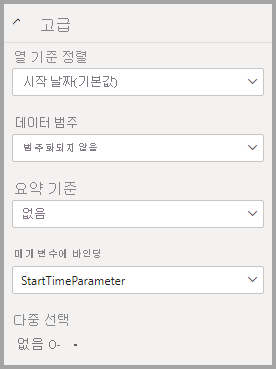 고급
열 기준 정렬
시작 날짜(기본값)
데이터 범주
범주화되지 않음
요약 기준
없음
매개 변수에 바인딩
StartTimeParameter
다중 선택
없음